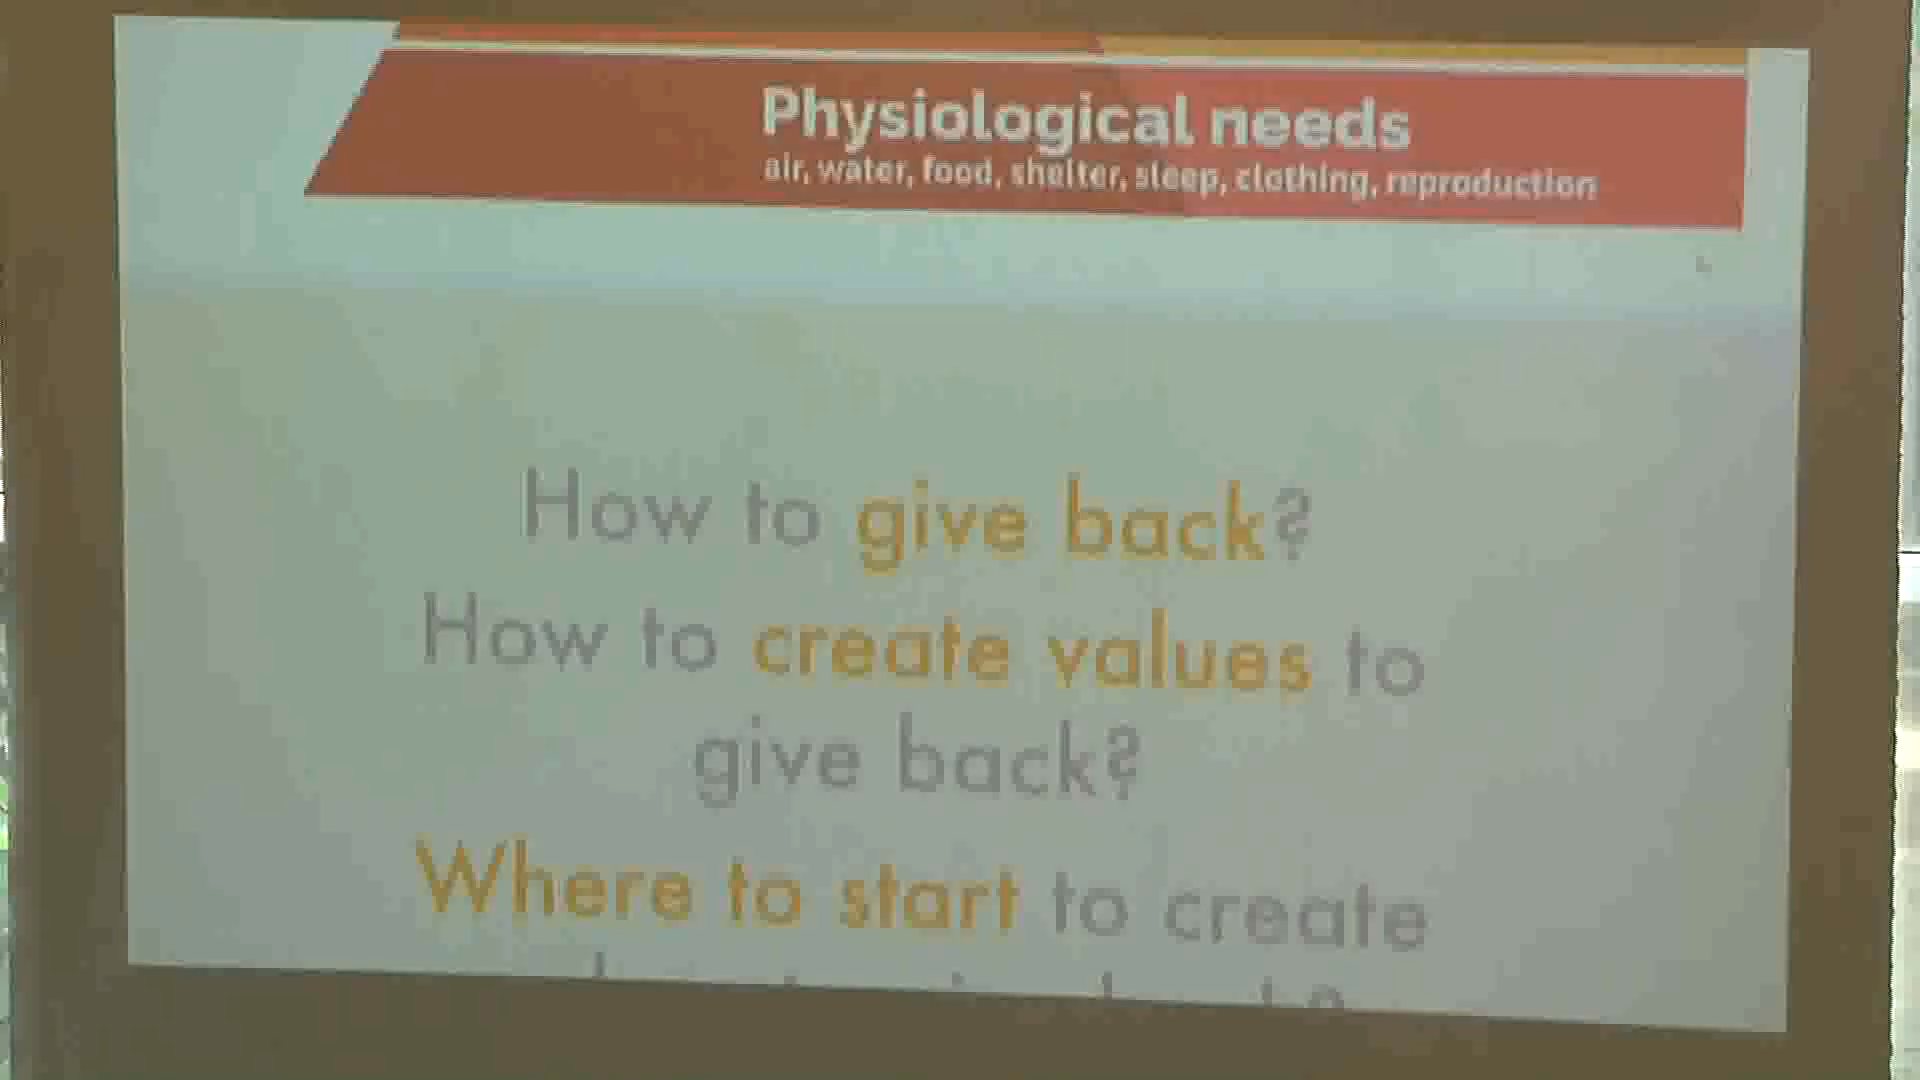 Physiological needs
air, water, food, shelter, sleep, clothing, reproduction
How to give back?
How to create values to
give back?
Where to start to create